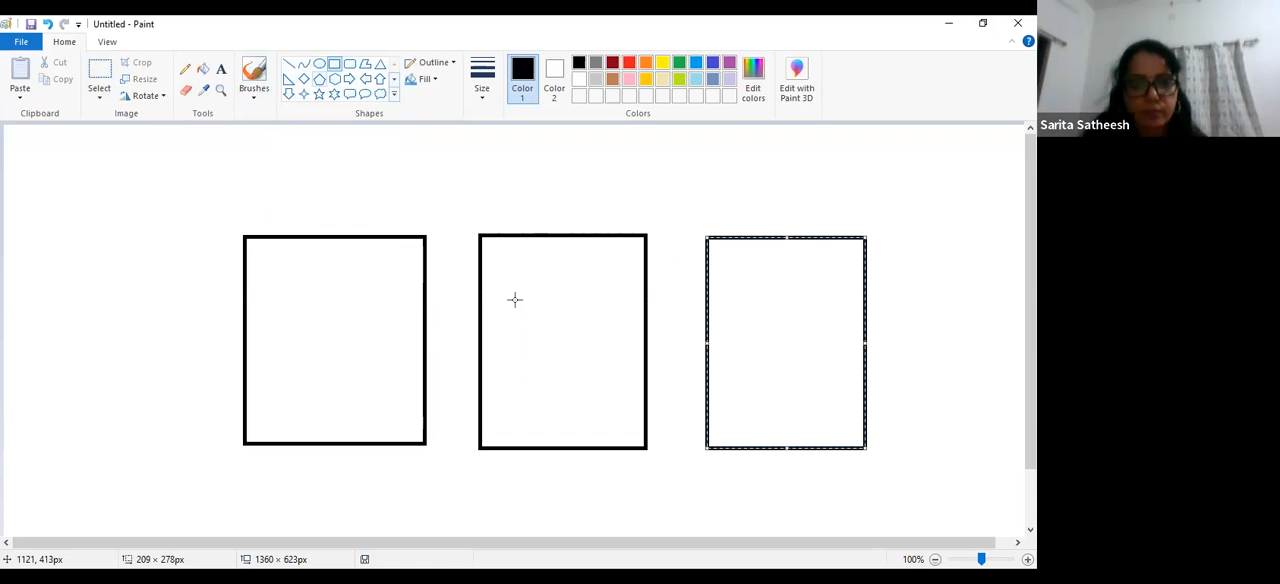 Untitled - Paint
File Home View
Paste
Cut
Copy
Clipboard
Select
Crop
Resize
Rotate
Image
A
Tools
Brushes
Outline
Fill
Shapes
Size
Color 1
Color 2
Edit colors
Colors
Edit with Paint 3D
?
Sarita Satheesh
1121, 413px
209 × 278px
1360 × 623px
100%